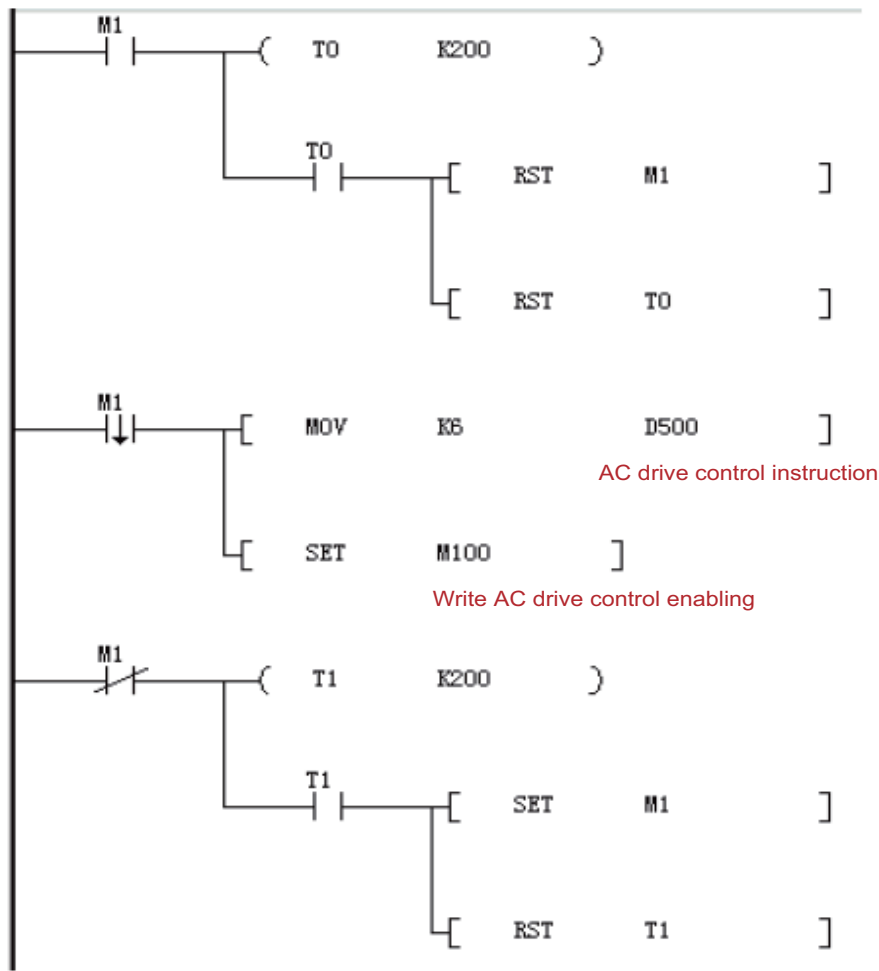 M1
T0 K200
T0
RST M1
RST T0
M1
MOV K6 D500
AC drive control instruction
SET M100
Write AC drive control enabling
M1
T1 K200
T1
SET M1
RST T1